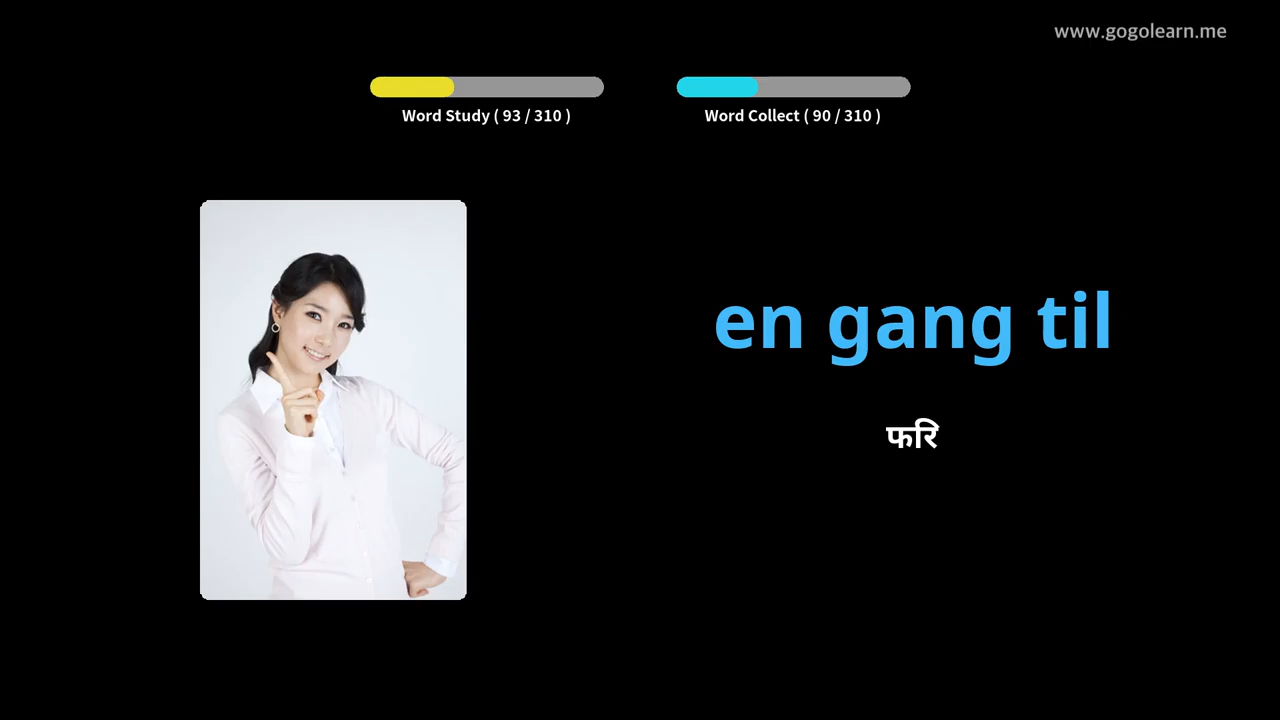 www.gogolearn.me
Word Study ( 93 / 310 )
Word Collect ( 90 / 310 )
en gang til
फरि